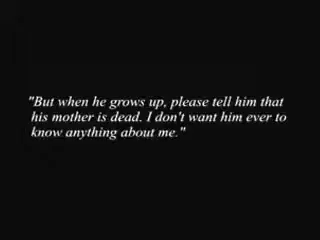 "But when he grows up, please tell him that
his mother is dead. I don't want him ever to
know anything about me."